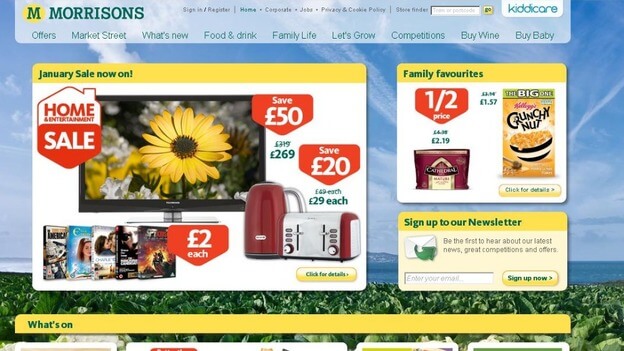 M MORRISONS
Sign in / Register | Home • Corporate • Jobs • Privacy & Cookie Policy | Store finder Town or postcode go
kiddicare
Offers Market Street What's new Food & drink Family Life Let's Grow Competitions Buy Wine Buy Baby
January Sale now on!
HOME
& ENTERTAINMENT
SALE
Save
£50
£319
£269
Save
£20
£49 each
£29 each
£2
each
Click for details >
Family favourites
1/2
price
£4.38
£2.19
CATHEDRAL
MATURE
£3.14
£1.57
THE BIG ONE
Kellogg's
CRUNCHY
NUT
Click for details >
Sign up to our Newsletter
Be the first to hear about our latest
news, great competitions and offers.
Enter your email...
Sign up now >
What's on